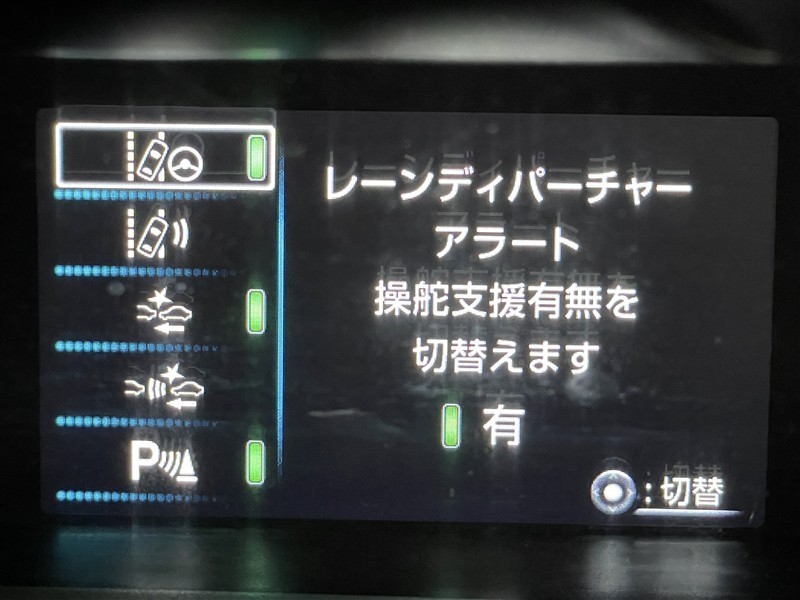 レーンディパーチャー
アラート
操舵支援有無を
切替えます
有
P
:切替